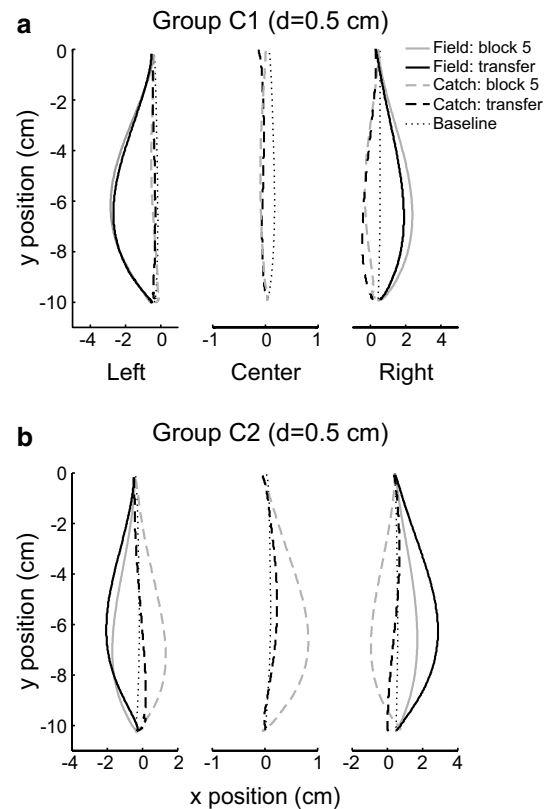 a
Group C1 (d=0.5 cm)
Field: block 5
Field: transfer
Catch: block 5
Catch: transfer
Baseline
y position (cm)
0
-2
-4
-6
-8
-10
-4 -2 0
-1 0 1
0 2 4
Left Center Right
b
Group C2 (d=0.5 cm)
y position (cm)
0
-2
-4
-6
-8
-10
-4 -2 0 2
-1 0 1
-2 0 2 4
x position (cm)